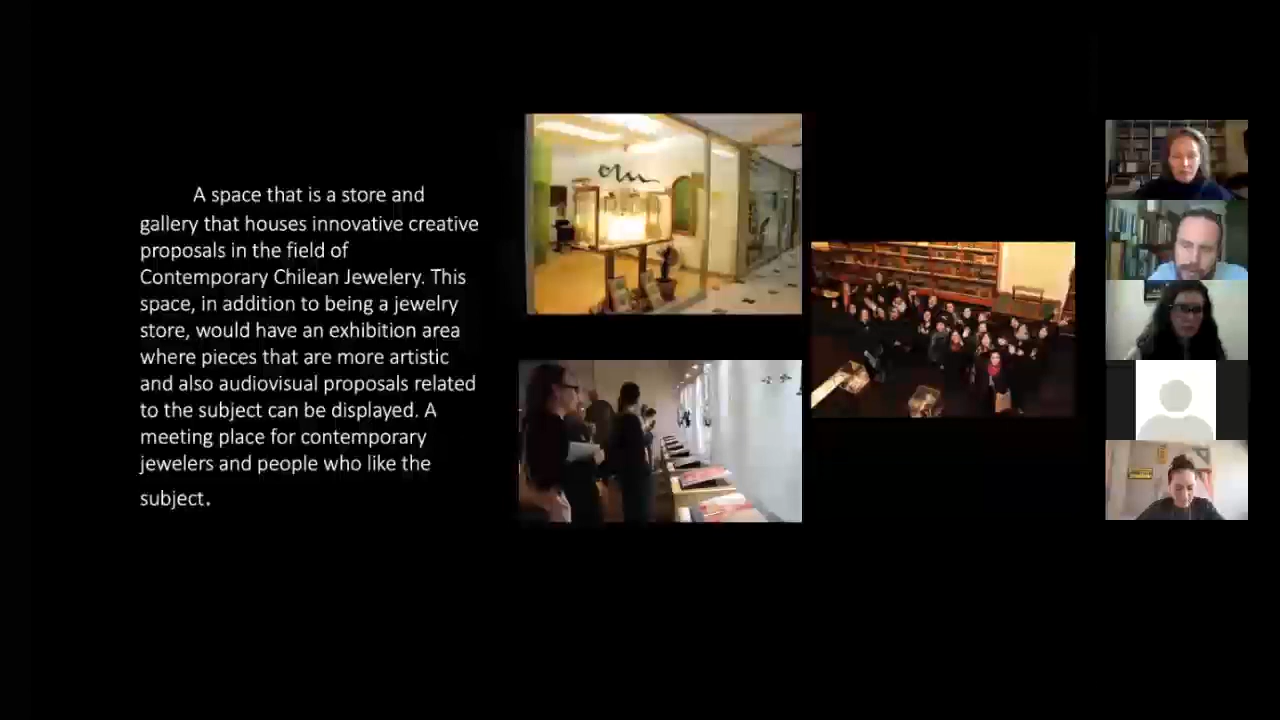 A space that is a store and
gallery that houses innovative creative
proposals in the field of
Contemporary Chilean Jewelery. This
space, in addition to being a jewelry
store, would have an exhibition area
where pieces that are more artistic
and also audiovisual proposals related
to the subject can be displayed. A
meeting place for contemporary
jewelers and people who like the
subject.